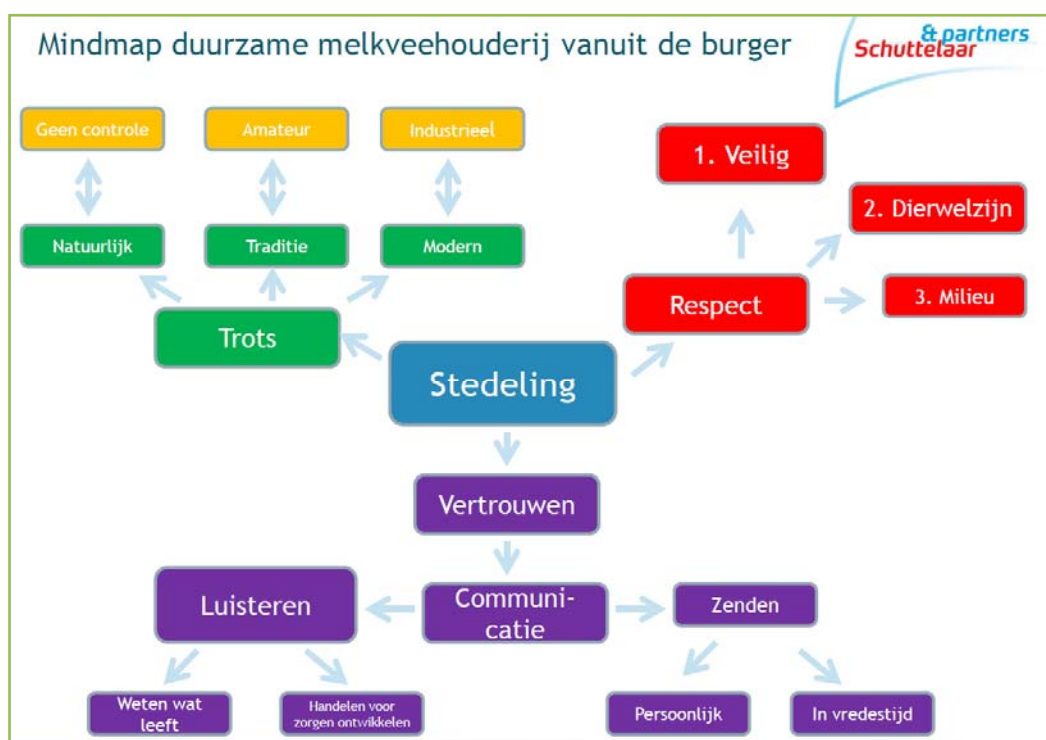 Mindmap duurzame melkveehouderij vanuit de burger
& partners
Schuttelaar
Geen controle
Amateur
Industrieel
1. Veilig
2. Dierwelzijn
Natuurlijk
Traditie
Modern
Respect
3. Milieu
Trots
Stedeling
Vertrouwen
Luisteren
Communi-
catie
Zenden
Weten wat
leeft
Handelen voor
zorgen ontwikkelen
Persoonlijk
In vredestijd